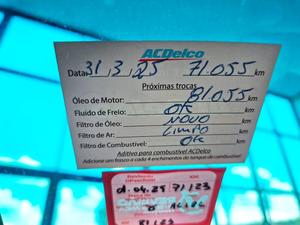 ACDelco
Data: 31/3/25 71.055 km
Próximas trocas
Óleo de Motor: 81.055 km
Fluido de Freio: OK km
Filtro de Óleo: NOVO km
Filtro de Ar: Limpo km
Filtro de Combustível: OK km
Aditivo para combustível ACDelco
Adicione um frasco a cada 4 enchimentos do tanque de combustível
d.04.25 71123
81123